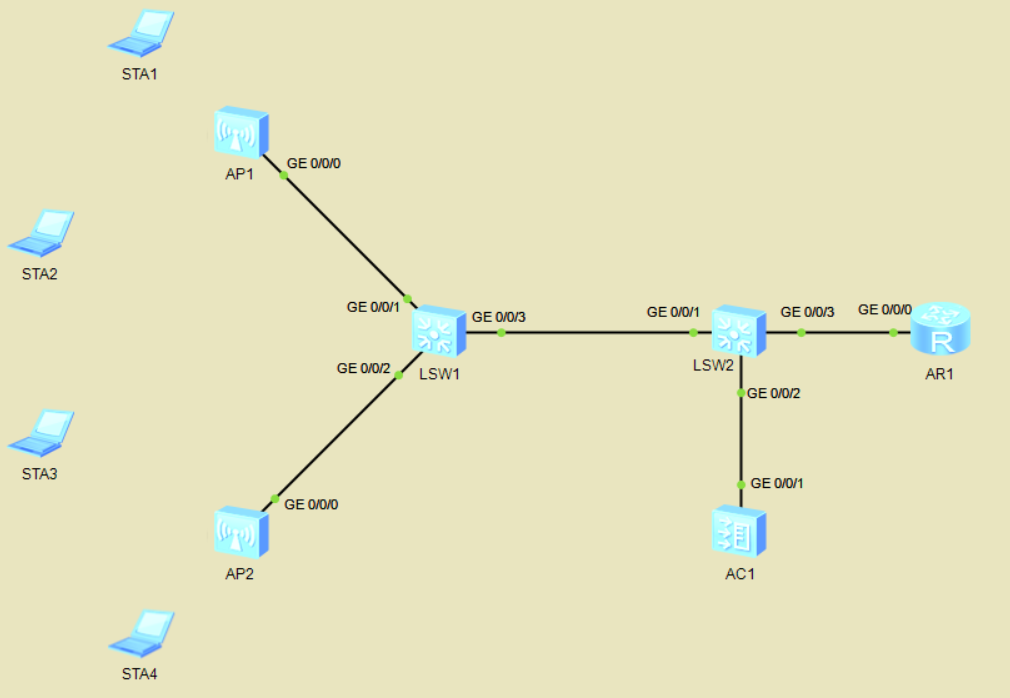 STA1
GE 0/0/0
AP1
STA2
GE 0/0/1
GE 0/0/3
GE 0/0/1
GE 0/0/3
GE 0/0/0
R
GE 0/0/2
LSW1
LSW2
AR1
GE 0/0/2
STA3
GE 0/0/1
GE 0/0/0
AP2
AC1
STA4